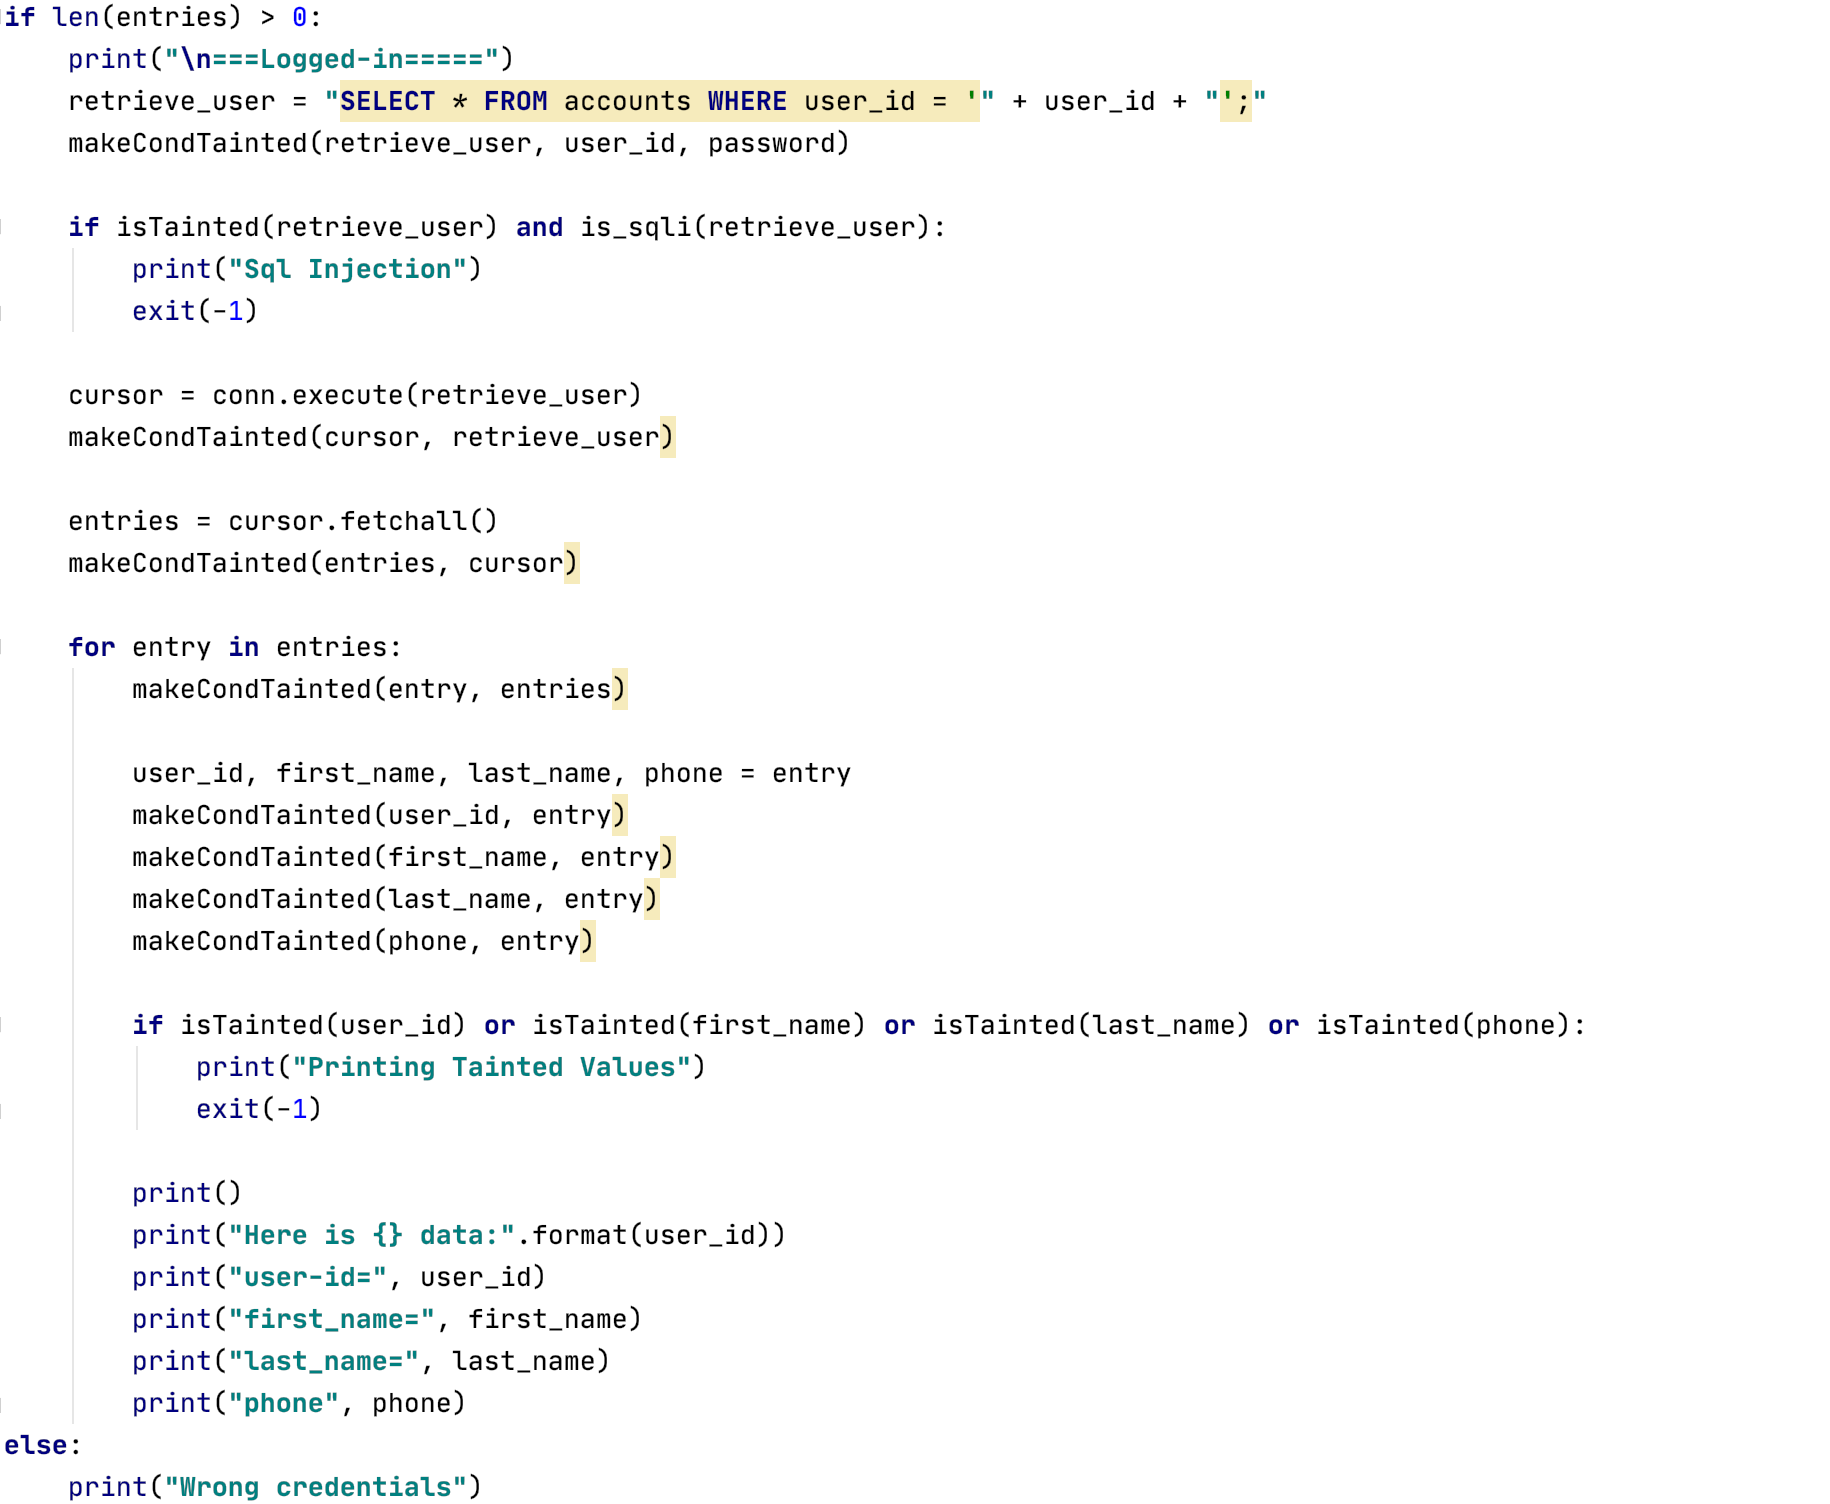 if len(entries) > 0:
    print("\n===Logged-in=====")
    retrieve_user = "SELECT * FROM accounts WHERE user_id = '" + user_id + "';"
    makeCondTainted(retrieve_user, user_id, password)

    if isTainted(retrieve_user) and is_sqli(retrieve_user):
        print("Sql Injection")
        exit(-1)

    cursor = conn.execute(retrieve_user)
    makeCondTainted(cursor, retrieve_user)

    entries = cursor.fetchall()
    makeCondTainted(entries, cursor)

    for entry in entries:
        makeCondTainted(entry, entries)

        user_id, first_name, last_name, phone = entry
        makeCondTainted(user_id, entry)
        makeCondTainted(first_name, entry)
        makeCondTainted(last_name, entry)
        makeCondTainted(phone, entry)

        if isTainted(user_id) or isTainted(first_name) or isTainted(last_name) or isTainted(phone):
            print("Printing Tainted Values")
            exit(-1)

        print()
        print("Here is {} data:".format(user_id))
        print("user-id=", user_id)
        print("first_name=", first_name)
        print("last_name=", last_name)
        print("phone", phone)
else:
    print("Wrong credentials")